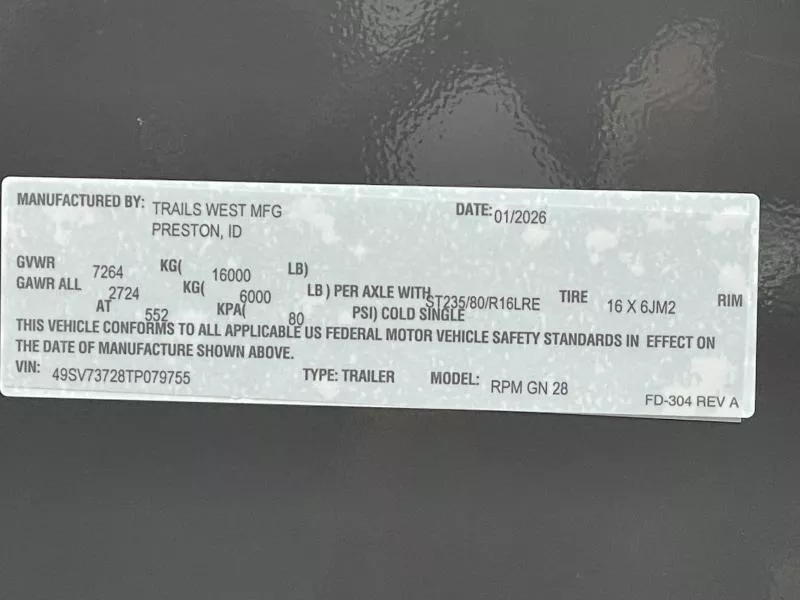 MANUFACTURED BY: TRAILS WEST MFG DATE: 01/2026
PRESTON, ID
GVWR 7264 KG( 16000 LB)
GAWR ALL 2724 KG( 6000 LB ) PER AXLE WITH ST235/80/R16LRE TIRE 16 X 6JM2 RIM
AT 552 KPA( 80 PSI) COLD SINGLE
THIS VEHICLE CONFORMS TO ALL APPLICABLE US FEDERAL MOTOR VEHICLE SAFETY STANDARDS IN EFFECT ON
THE DATE OF MANUFACTURE SHOWN ABOVE.
VIN: 49SV73728TP079755 TYPE: TRAILER MODEL: RPM GN 28
FD-304 REV A